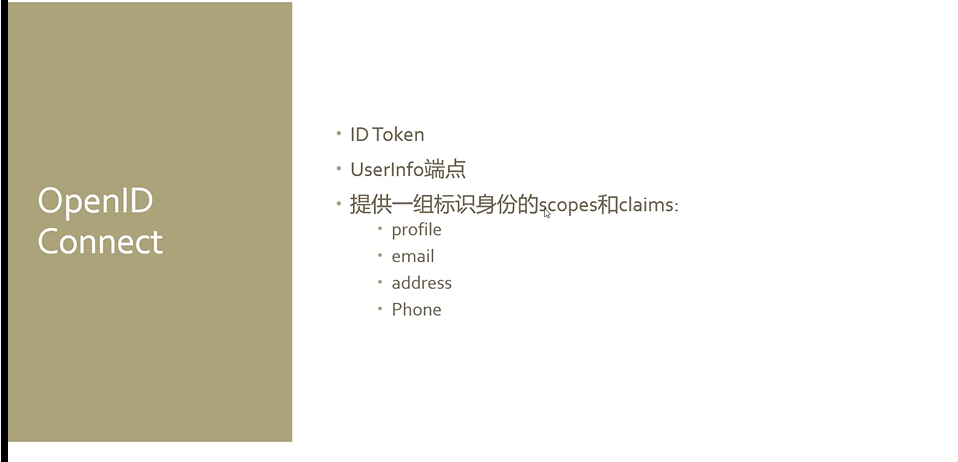 OpenID
Connect
• ID Token
• UserInfo端点
• 提供一组标识身份的scopes和claims:
• profile
• email
• address
• Phone